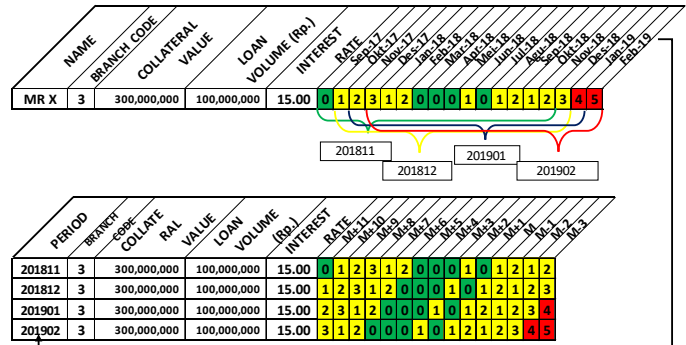 NAME
BRANCH CODE
COLLATERAL
VALUE
LOAN
VOLUME (Rp.)
INTEREST
RATE
Sep-17
Okt-17
Nov-17
Des-17
Jan-18
Feb-18
Mar-18
Apr-18
Mei-18
Jun-18
Jul-18
Agu-18
Sep-18
Okt-18
Nov-18
Des-18
Jan-19
Feb-19
MR X 3 300,000,000 100,000,000 15.00 0 1 2 3 1 2 0 0 0 1 0 1 2 1 2 3 4 5
201811
201812
201901
201902
PERIOD
BRANCH
CODE
COLLATE
RAL
VALUE
LOAN
VOLUME
(Rp.)
INTEREST
RATE
M+11
M+10
M+9
M+8
M+7
M+6
M+5
M+4
M+3
M+2
M+1
M
M-1
M-2
M-3
201811 3 300,000,000 100,000,000 15.00 0 1 2 3 1 2 0 0 0 1 0 1 2 1 2
201812 3 300,000,000 100,000,000 15.00 1 2 3 1 2 0 0 0 1 0 1 2 1 2 3
201901 3 300,000,000 100,000,000 15.00 2 3 1 2 0 0 0 1 0 1 2 1 2 3 4
201902 3 300,000,000 100,000,000 15.00 3 1 2 0 0 0 1 0 1 2 1 2 3 4 5